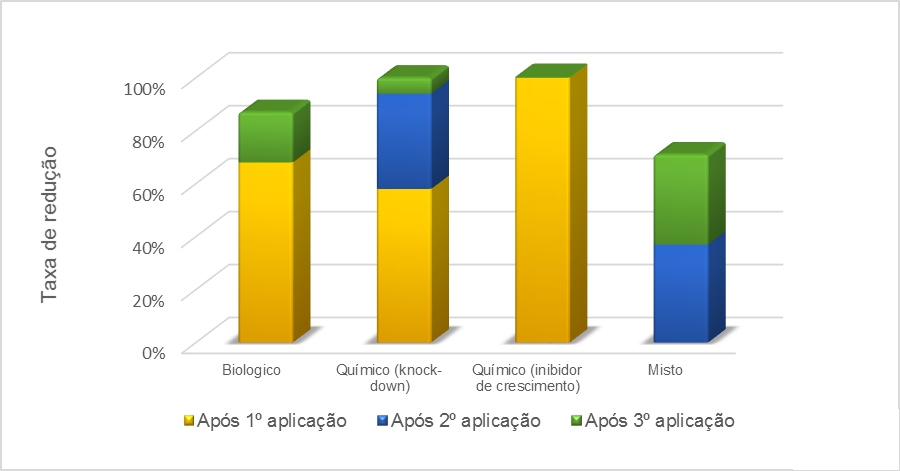 Taxa de redução
100%
80%
60%
40%
20%
0%
Biologico
Químico (knock-
down)
Químico (inibidor
de crescimento)
Misto
Após 1º aplicação
Após 2º aplicação
Após 3º aplicação